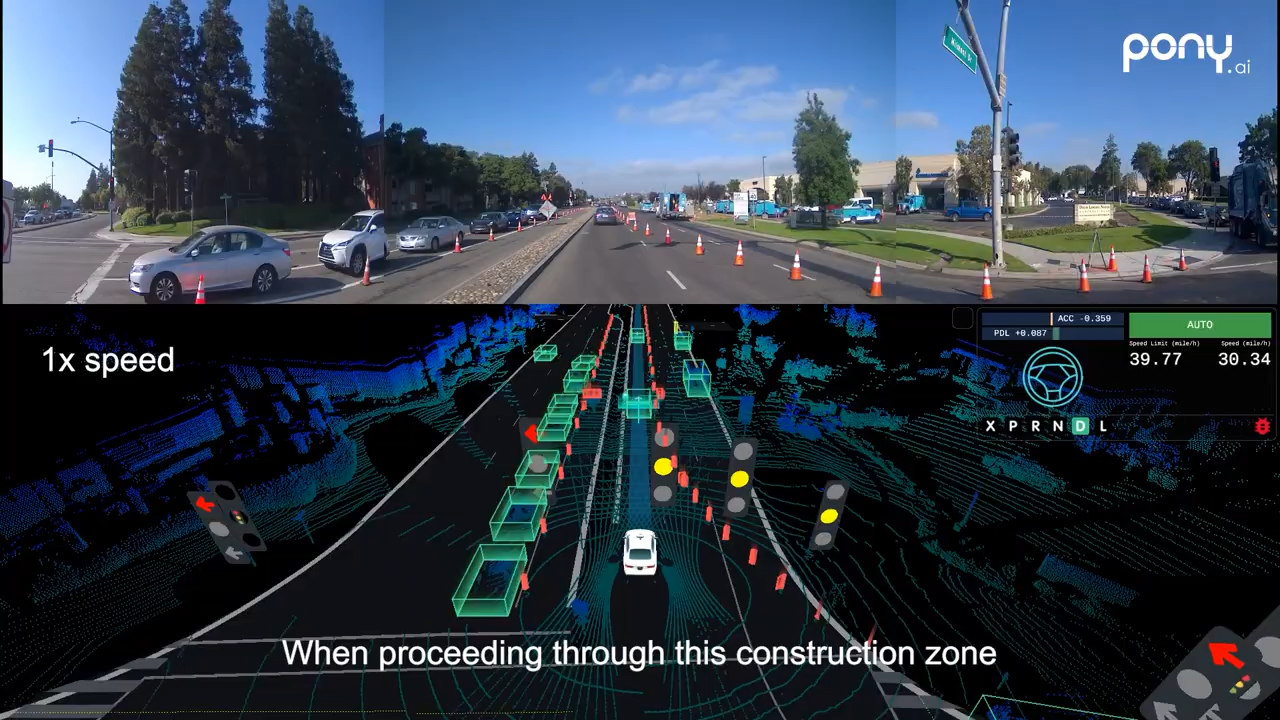 pony.ai
1x speed
ACC -0.359
PDL +0.087
AUTO
Speed Limit (mile/h)
Speed (mile/h)
39.77
30.34
X P R N D L
When proceeding through this construction zone